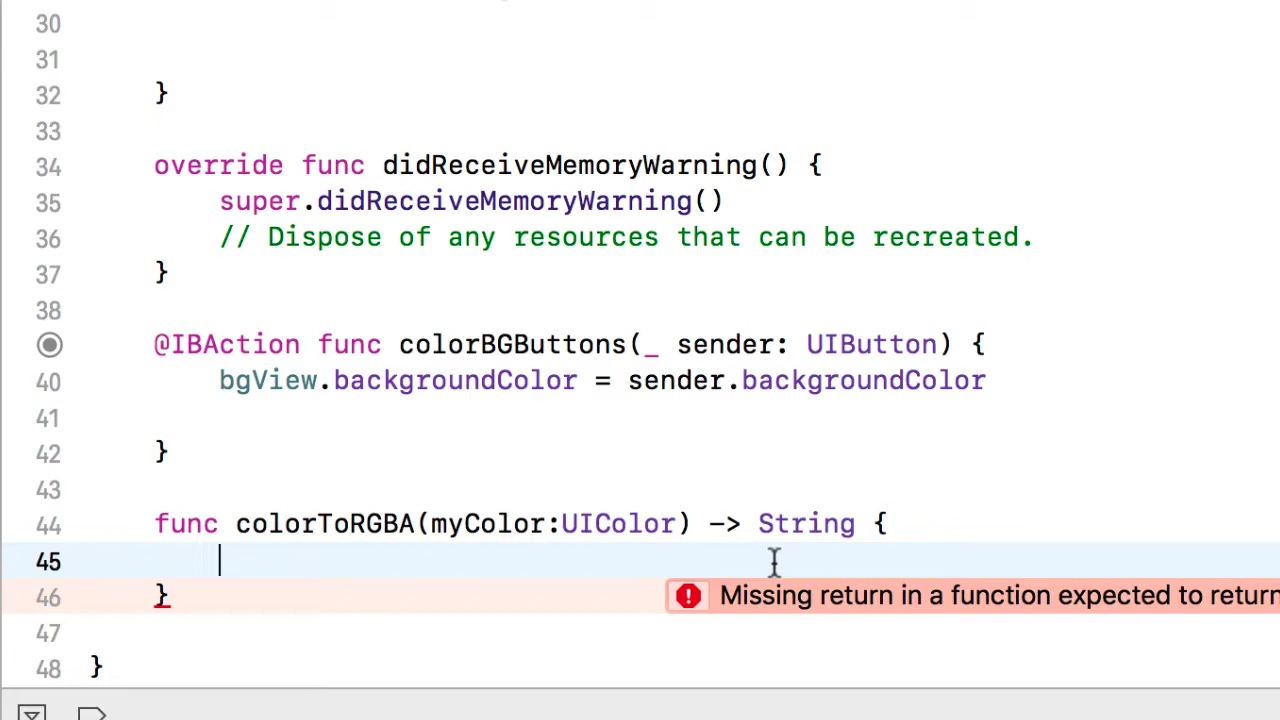 30
31
32 }
33
34 override func didReceiveMemoryWarning() {
35 super.didReceiveMemoryWarning()
36 // Dispose of any resources that can be recreated.
37 }
38
@IBAction func colorBGButtons(_ sender: UIButton) {
40 bgView.backgroundColor = sender.backgroundColor
41
42 }
43
44 func colorToRGBA(myColor:UIColor) -> String {
45
46 } Missing return in a function expected to return
47
48 }